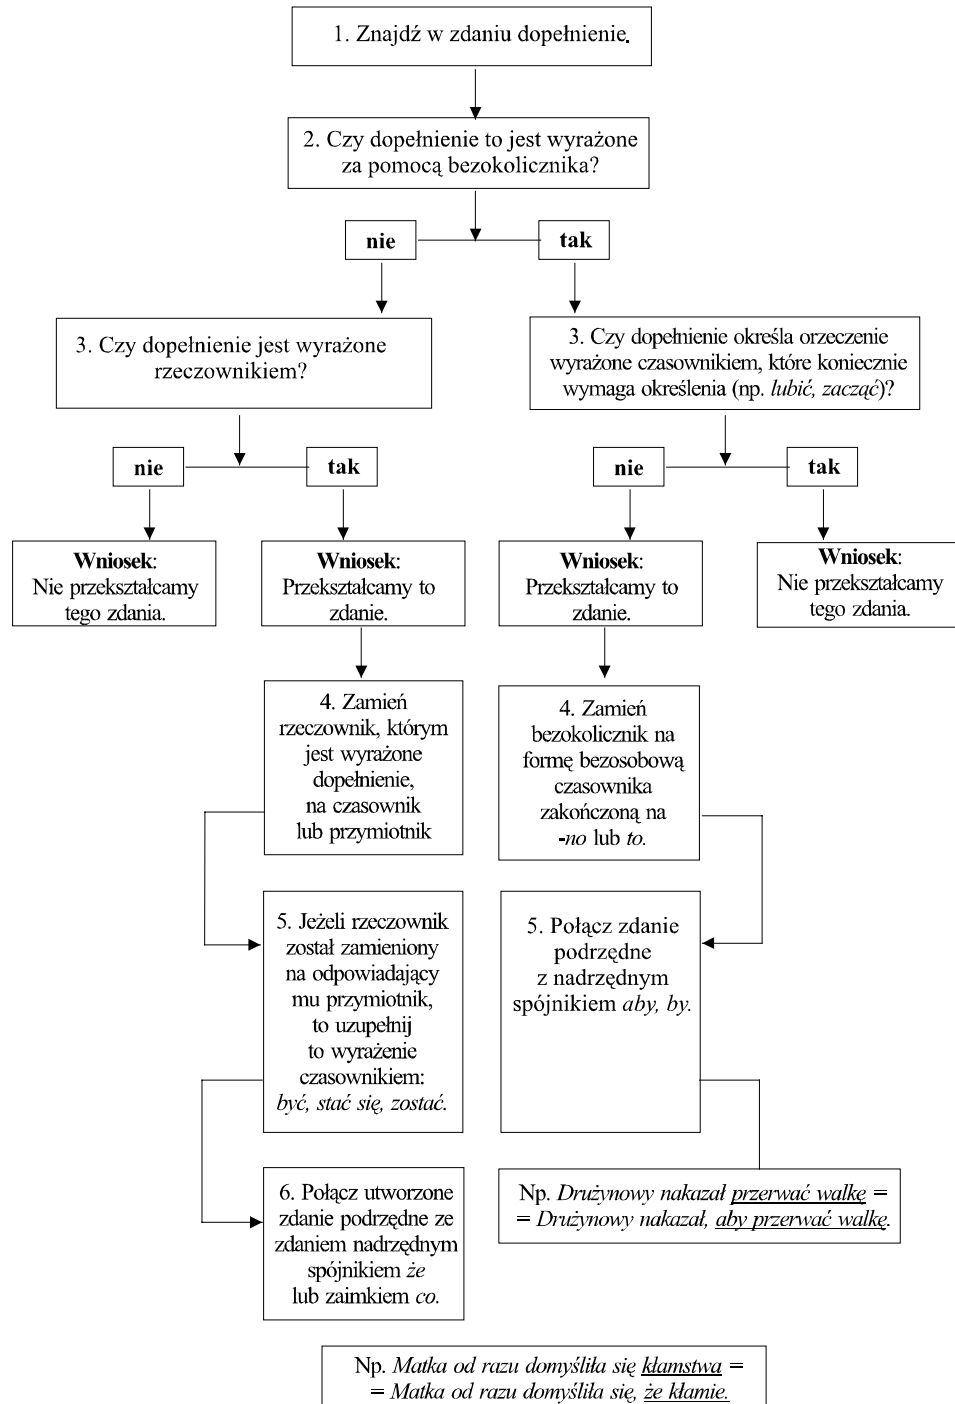 1. Znajdź w zdaniu dopełnienie.
2. Czy dopełnienie to jest wyrażone
za pomocą bezokolicznika?
nie
tak
3. Czy dopełnienie jest wyrażone
rzeczownikiem?
3. Czy dopełnienie określa orzeczenie
wyrażone czasownikiem, które koniecznie
wymaga określenia (np. lubić, zacząć)?
nie
tak
nie
tak
Wniosek:
Nie przekształcamy
tego zdania.
Wniosek:
Przekształcamy to
zdanie.
Wniosek:
Przekształcamy to
zdanie.
Wniosek:
Nie przekształcamy
tego zdania.
4. Zamień
rzeczownik, którym
jest wyrażone
dopełnienie,
na czasownik
lub przymiotnik
4. Zamień
bezokolicznik na
formę bezosobową
czasownika
zakończoną na
-no lub to.
5. Jeżeli rzeczownik
został zamieniony
na odpowiadający
mu przymiotnik,
to uzupełnij
to wyrażenie
czasownikiem:
być, stać się, zostać.
5. Połącz zdanie
podrzędne
z nadrzędnym
spójnikiem aby, by.
6. Połącz utworzone
zdanie podrzędne ze
zdaniem nadrzędnym
spójnikiem że
lub zaimkiem co.
Np. Drużynowy nakazał przerwać walkę =
= Drużynowy nakazał, aby przerwać walkę.
Np. Matka od razu domyśliła się kłamstwa =
= Matka od razu domyśliła się, że kłamie.